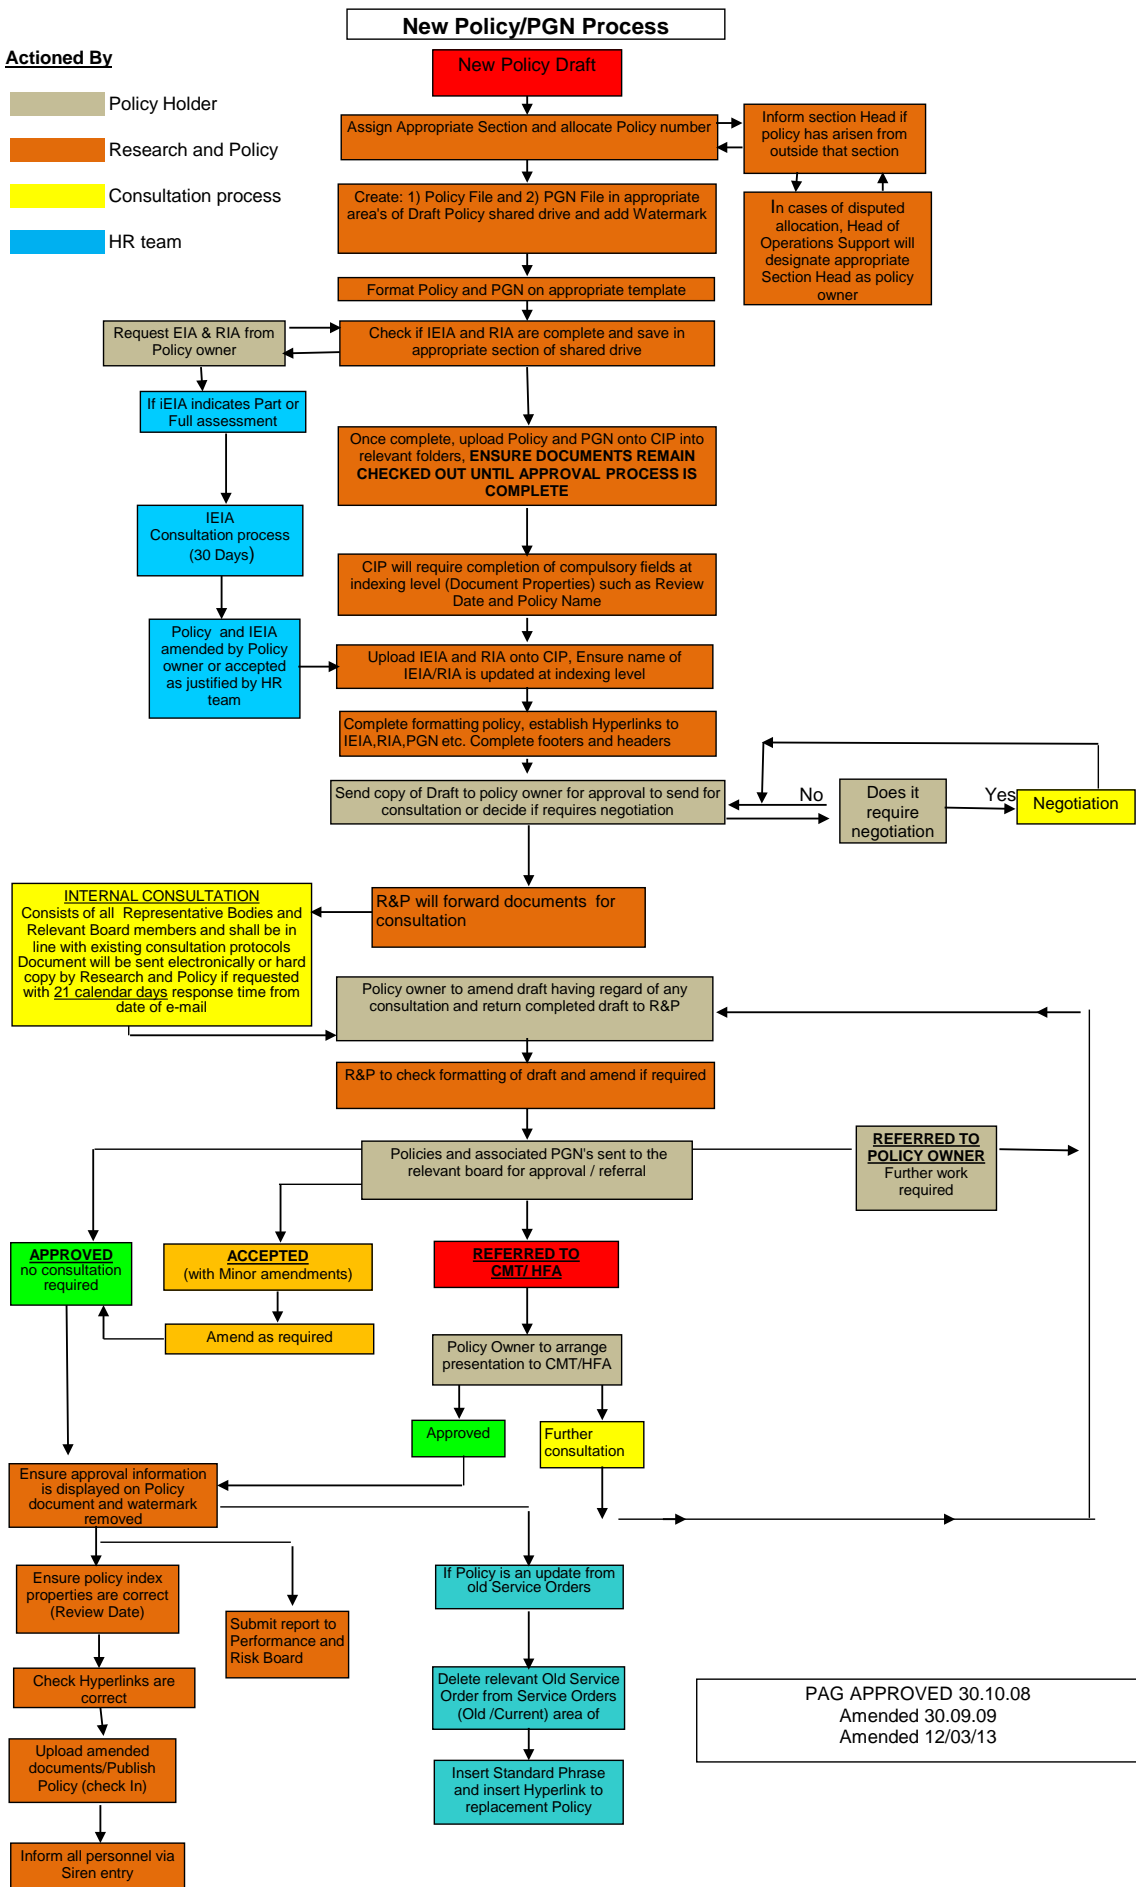 New Policy/PGN Process
Actioned By
Policy Holder
Research and Policy
Consultation process
HR team
New Policy Draft
Assign Appropriate Section and allocate Policy number
Inform section Head if
policy has arisen from
outside that section
Create: 1) Policy File and 2) PGN File in appropriate
area's of Draft Policy shared drive and add Watermark
In cases of disputed
allocation, Head of
Operations Support will
designate appropriate
Section Head as policy
owner
Format Policy and PGN on appropriate template
Request EIA & RIA from
Policy owner
Check if IEIA and RIA are complete and save in
appropriate section of shared drive
If iEIA indicates Part or
Full assessment
Once complete, upload Policy and PGN onto CIP into
relevant folders, ENSURE DOCUMENTS REMAIN
CHECKED OUT UNTIL APPROVAL PROCESS IS
COMPLETE
IEIA
Consultation process
(30 Days)
CIP will require completion of compulsory fields at
indexing level (Document Properties) such as Review
Date and Policy Name
Policy and IEIA
amended by Policy
owner or accepted
as justified by HR
team
Upload IEIA and RIA onto CIP, Ensure name of
IEIA/RIA is updated at indexing level
Complete formatting policy, establish Hyperlinks to
IEIA,RIA,PGN etc. Complete footers and headers
Send copy of Draft to policy owner for approval to send for
consultation or decide if requires negotiation
No
Does it
require
negotiation
Yes
Negotiation
INTERNAL CONSULTATION
Consists of all Representative Bodies and
Relevant Board members and shall be in
line with existing consultation protocols
Document will be sent electronically or hard
copy by Research and Policy if requested
with 21 calendar days response time from
date of e-mail
R&P will forward documents for
consultation
Policy owner to amend draft having regard of any
consultation and return completed draft to R&P
R&P to check formatting of draft and amend if required
Policies and associated PGN's sent to the
relevant board for approval / referral
REFERRED TO
POLICY OWNER
Further work
required
APPROVED
no consultation
required
ACCEPTED
(with Minor amendments)
REFERRED TO
CMT/ HFA
Amend as required
Policy Owner to arrange
presentation to CMT/HFA
Approved
Further
consultation
Ensure approval information
is displayed on Policy
document and watermark
removed
Ensure policy index
properties are correct
(Review Date)
Submit report to
Performance and
Risk Board
If Policy is an update from
old Service Orders
Check Hyperlinks are
correct
Delete relevant Old Service
Order from Service Orders
(Old /Current) area of
Upload amended
documents/Publish
Policy (check In)
Insert Standard Phrase
and insert Hyperlink to
replacement Policy
Inform all personnel via
Siren entry
PAG APPROVED 30.10.08
Amended 30.09.09
Amended 12/03/13